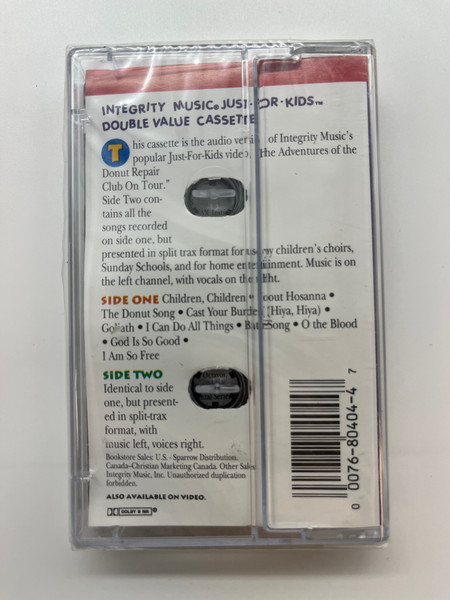 INTEGRITY MUSIC® JUST-FOR-KIDS™
DOUBLE VALUE CASSETTE
This cassette is the audio of Integrity Music's
popular Just-For-Kids video, The Adventures of the
Donut Repair
Club On Tour."
Side Two con-
tains all the
songs recorded
on side one, but
presented in split trax format for use by children's choirs,
Sunday Schools, and for home entertainment. Music is on
the left channel, with vocals on the right.
SIDE ONE Children, Children • Shout Hosanna •
The Donut Song • Cast Your Burden (Hiya, Hiya) •
Goliath • I Can Do All Things • Song • O the Blood
• God Is So Good •
I Am So Free
SIDE TWO
Identical to side
one, but present-
ed in split-trax
format, with
music left, voices right.
Bookstore Sales: U.S. - Sparrow Distribution.
Canada-Christian Marketing Canada. Other Sales
Integrity Music, Inc. Unauthorized duplication
forbidden.
ALSO AVAILABLE ON VIDEO.
DOLBY B NR®
0 0076-80404-4 7